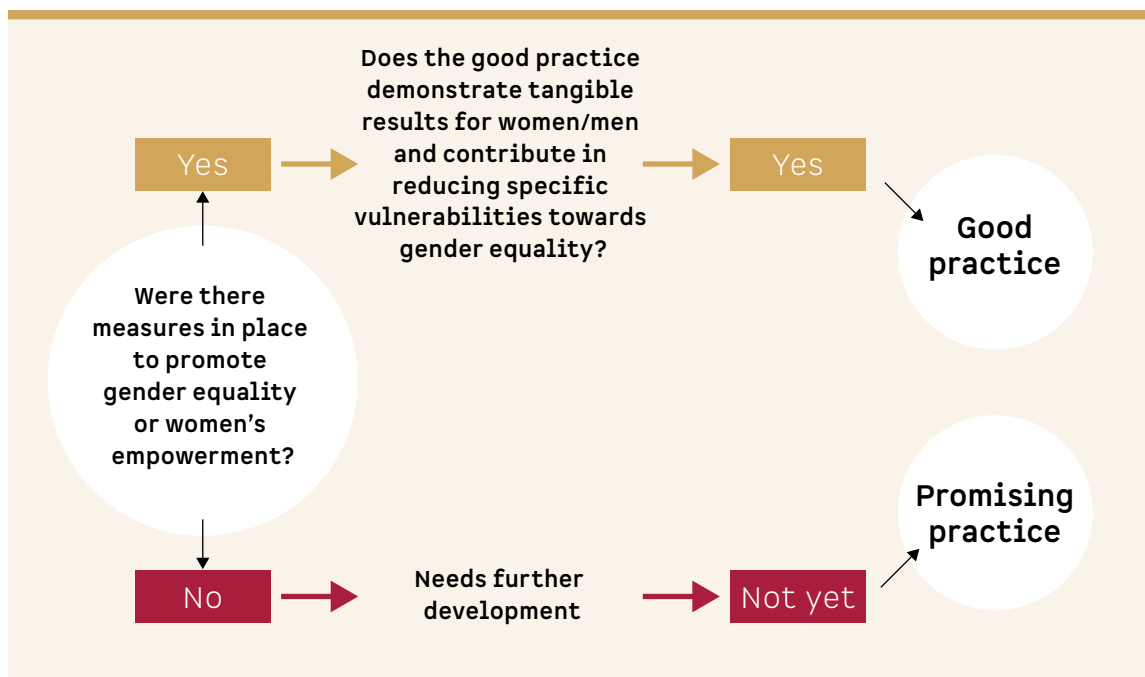 Were there
measures in place
to promote
gender equality
or women’s
empowerment?
Yes
Does the good practice
demonstrate tangible
results for women/men
and contribute in
reducing specific
vulnerabilities towards
gender equality?
Yes
Good
practice
No
Needs further
development
Not yet
Promising
practice